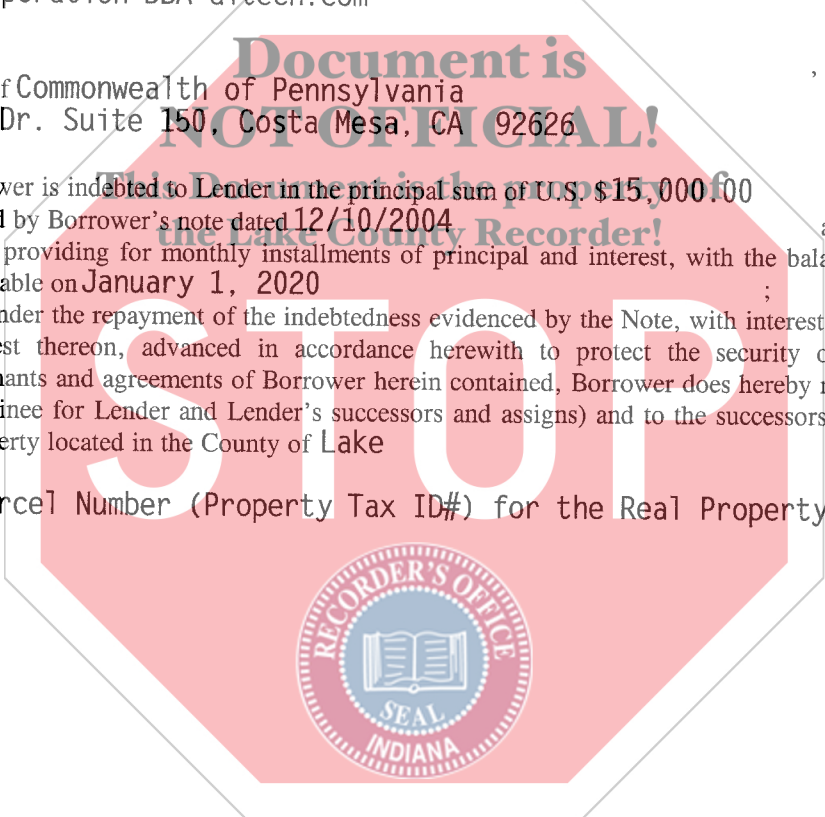 poration DBA ditech.com
Document is
f Commonwealth of Pennsylvania
Dr. Suite 150, Costa Mesa, CA 92626
NOT OFFICIAL!
This Document is the property of
wer is indebted to Lender in the principal sum of U.S. $15,000.00
d by Borrower's note dated 12/10/2004
the Lake County Recorder!
providing for monthly installments of principal and interest, with the bala
able on January 1, 2020 ;
nder the repayment of the indebtedness evidenced by the Note, with interest
est thereon, advanced in accordance herewith to protect the security o
nants and agreements of Borrower herein contained, Borrower does hereby
inee for Lender and Lender's successors and assigns) and to the successors
erty located in the County of Lake
STOP
rcel Number (Property Tax ID#) for the Real Property
RECORDER'S OFFICE
SEAL
INDIANA